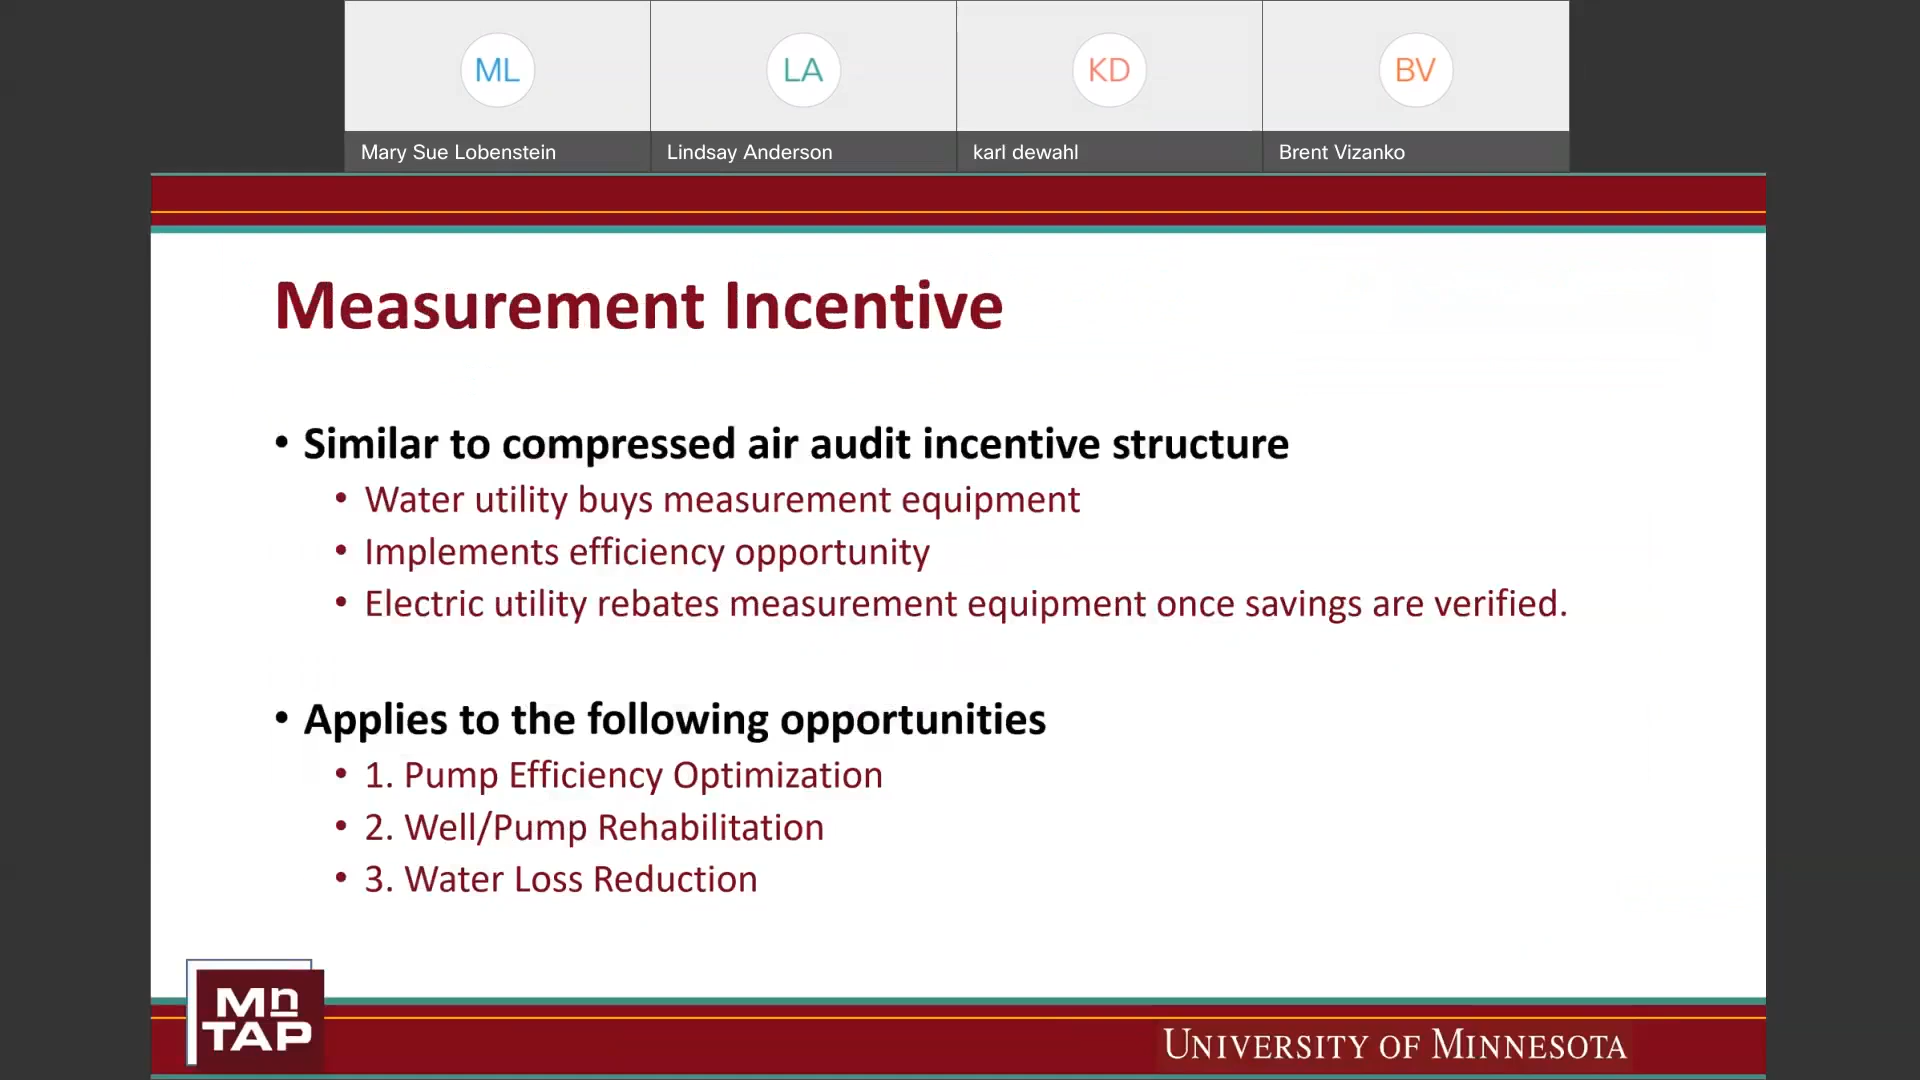 ML
LA
KD
BV
Mary Sue Lobenstein
Lindsay Anderson
karl dewahl
Brent Vizanko
Measurement Incentive
• Similar to compressed air audit incentive structure
• Water utility buys measurement equipment
• Implements efficiency opportunity
• Electric utility rebates measurement equipment once savings are verified.
• Applies to the following opportunities
• 1. Pump Efficiency Optimization
• 2. Well/Pump Rehabilitation
• 3. Water Loss Reduction
Mn
TAP
UNIVERSITY OF MINNESOTA